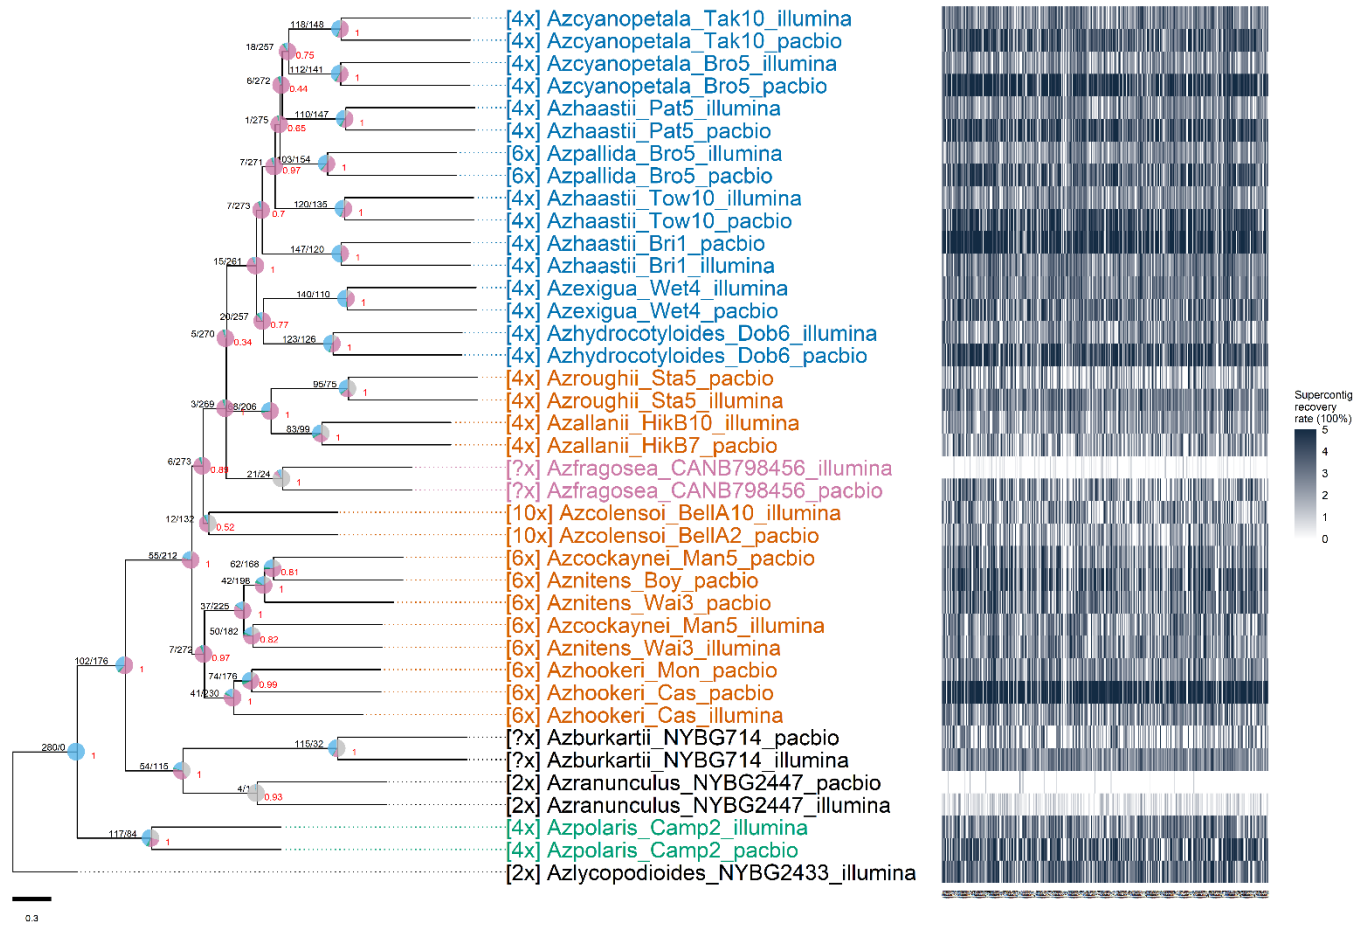 [4x] Azcyanopetala_Tak10_illumina
[4x] Azcyanopetala_Tak10_pacbio
[4x] Azcyanopetala_Bro5_illumina
[4x] Azcyanopetala_Bro5_pacbio
[4x] Azhaastii_Pat5_illumina
[4x] Azhaastii_Pat5_pacbio
[6x] Azpallida_Bro5_illumina
[6x] Azpallida_Bro5_pacbio
[4x] Azhaastii_Tow10_illumina
[4x] Azhaastii_Tow10_pacbio
[4x] Azhaastii_Bri1_pacbio
[4x] Azhaastii_Bri1_illumina
[4x] Azexigua_Wet4_illumina
[4x] Azexigua_Wet4_pacbio
[4x] Azhydrocotyloides_Dob6_illumina
[4x] Azhydrocotyloides_Dob6_pacbio
[4x] Azroughii_Sta5_pacbio
[4x] Azroughii_Sta5_illumina
[4x] Azallanii_HikB10_illumina
[4x] Azallanii_HikB7_pacbio
[?x] Azfragosea_CANB798456_illumina
[?x] Azfragosea_CANB798456_pacbio
[10x] Azcolensoi_BellA10_illumina
[10x] Azcolensoi_BellA2_pacbio
[6x] Azcockaynei_Man5_pacbio
[6x] Aznitens_Boy_pacbio
[6x] Aznitens_Wai3_pacbio
[6x] Azcockaynei_Man5_illumina
[6x] Aznitens_Wai3_illumina
[6x] Azhookeri_Mon_pacbio
[6x] Azhookeri_Cas_pacbio
[6x] Azhookeri_Cas_illumina
[?x] Azburkartii_NYBG714_pacbio
[?x] Azburkartii_NYBG714_illumina
[2x] Azranunculus_NYBG2447_pacbio
[2x] Azranunculus_NYBG2447_illumina
[4x] Azpolaris_Camp2_illumina
[4x] Azpolaris_Camp2_pacbio
[2x] Azlycopodioides_NYBG2433_illumina
118/148
1
18/257
0.75
112/141
1
6/272
0.44
110/147
1
1/275
0.65
103/154
1
7/271
0.97
120/135
1
7/273
0.7
147/120
1
15/261
1
140/110
1
20/257
0.77
123/126
1
5/270
0.34
95/75
1
3/269
1
68/206
1
83/99
1
6/273
0.89
21/24
1
12/132
0.52
55/212
1
62/168
0.81
42/198
1
37/225
1
50/182
0.82
7/272
0.97
74/176
0.99
41/230
1
102/176
1
115/32
1
54/115
1
0.93
280/0
1
117/84
1
0.3
Supercontig
recovery
rate (100%)
5
4
3
2
1
0